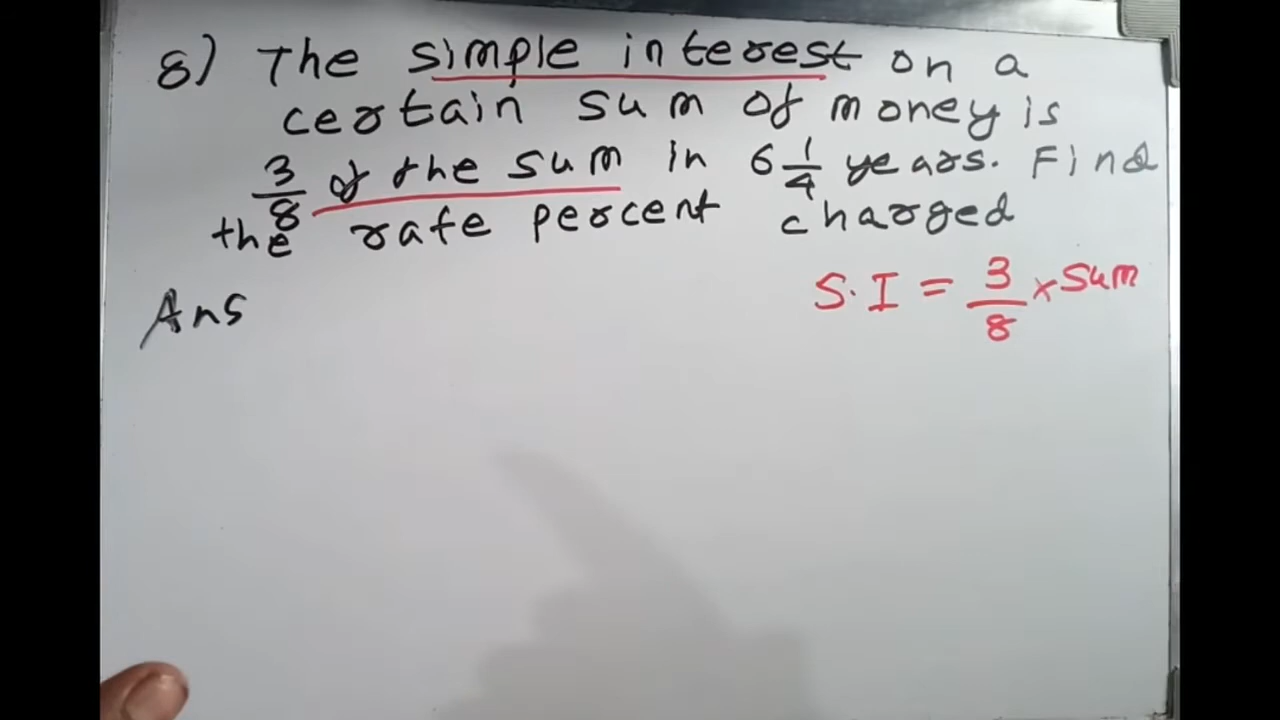 8) The simple interest on a
certain sum of money is
3/8 of the sum in 6 1/4 years. Find
the rate percent charged
Ans
S.I = 3/8 × Sum